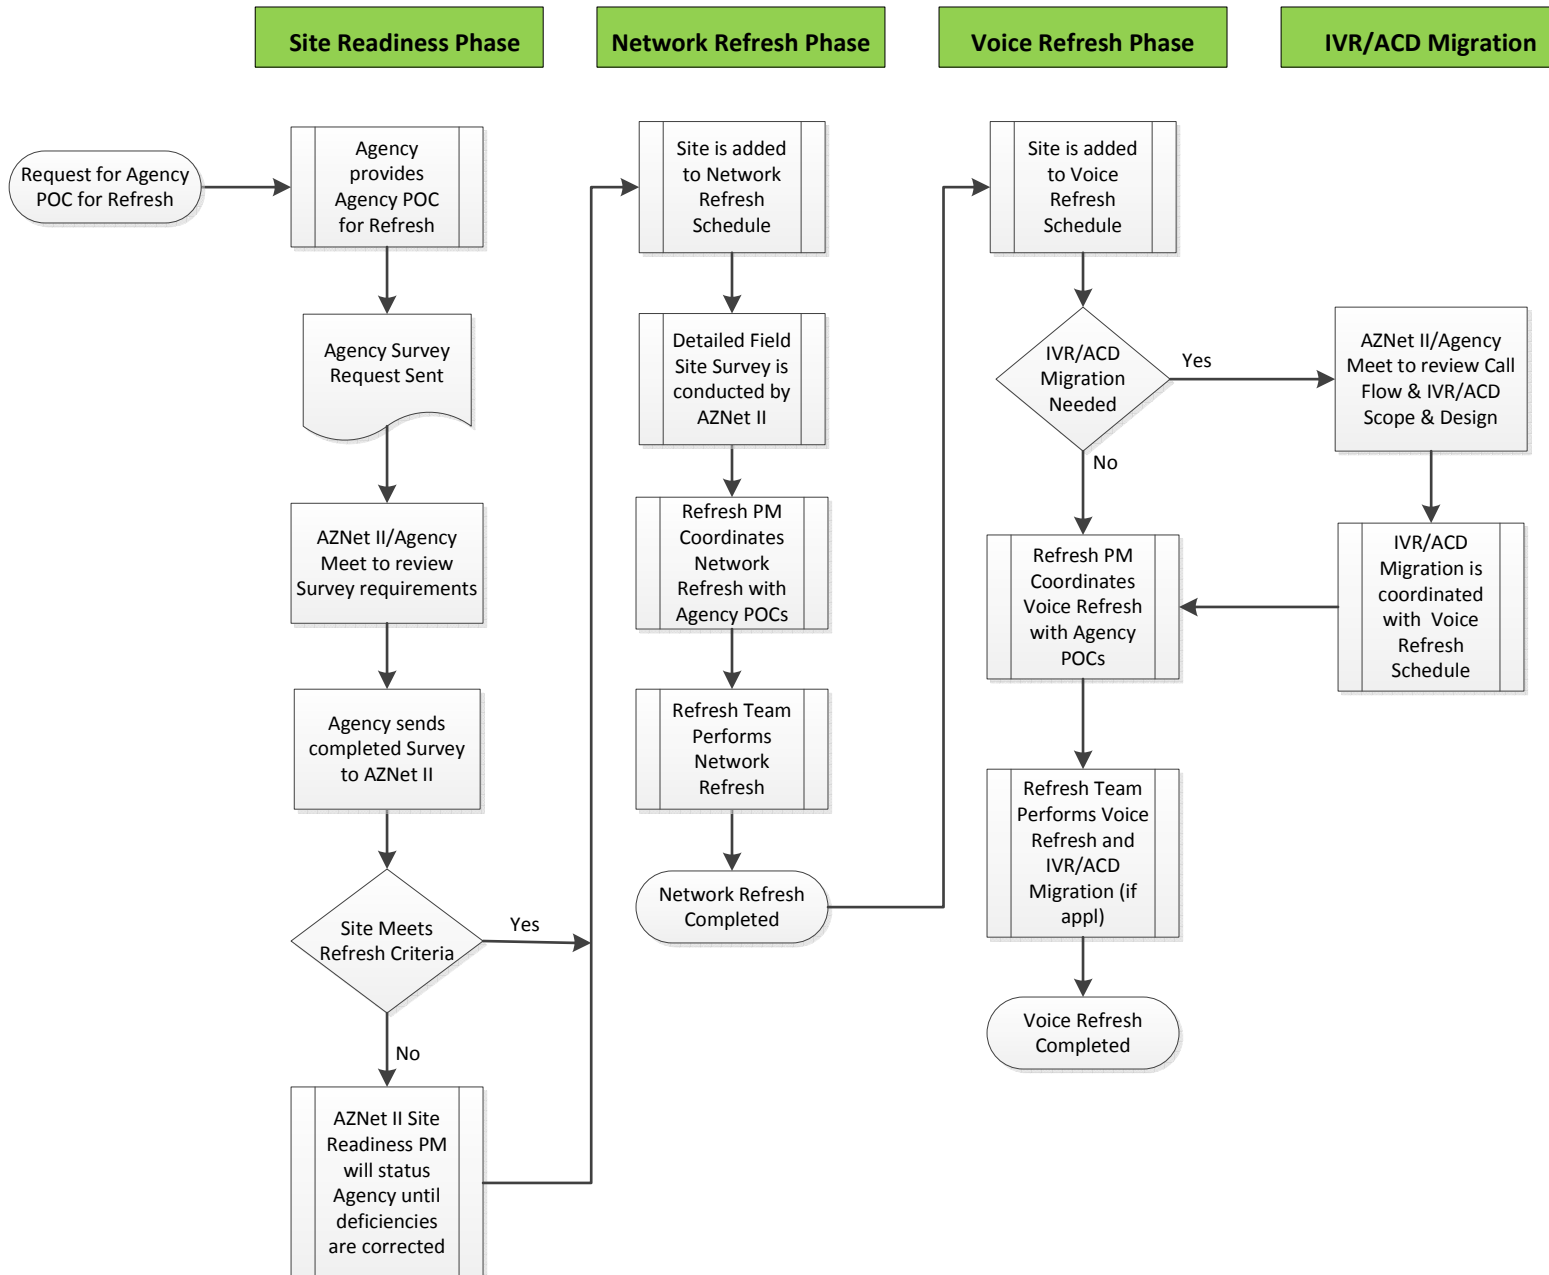 Site Readiness Phase
Network Refresh Phase
Voice Refresh Phase
IVR/ACD Migration
Request for Agency
POC for Refresh
Agency
provides
Agency POC
for Refresh
Agency Survey
Request Sent
AZNet II/Agency
Meet to review
Survey requirements
Agency sends
completed Survey
to AZNet II
Site Meets
Refresh Criteria
Yes
No
AZNet II Site
Readiness PM
will status
Agency until
deficiencies
are corrected
Site is added
to Network
Refresh
Schedule
Detailed Field
Site Survey is
conducted by
AZNet II
Refresh PM
Coordinates
Network
Refresh with
Agency POCs
Refresh Team
Performs
Network
Refresh
Network Refresh
Completed
Site is added
to Voice
Refresh
Schedule
IVR/ACD
Migration
Needed
Yes
No
Refresh PM
Coordinates
Voice Refresh
with Agency
POCs
Refresh Team
Performs Voice
Refresh and
IVR/ACD
Migration (if
appl)
Voice Refresh
Completed
AZNet II/Agency
Meet to review Call
Flow & IVR/ACD
Scope & Design
IVR/ACD
Migration is
coordinated
with Voice
Refresh
Schedule